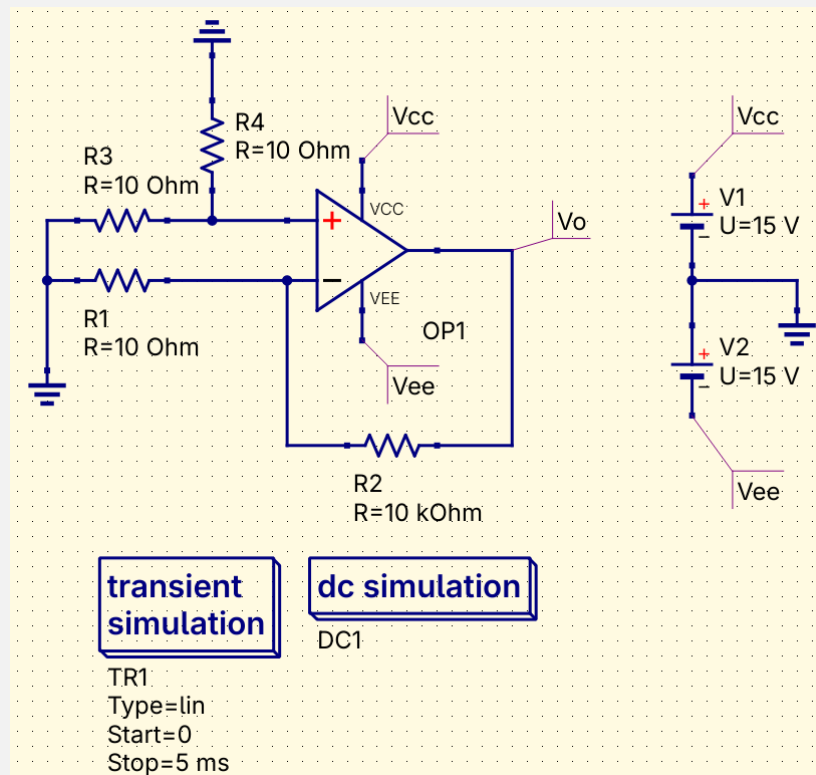 R4
R=10 Ohm
Vcc
Vcc
R3
R=10 Ohm
VCC
+
−
Vo
+
V1
U=15 V
−
R1
R=10 Ohm
VEE
OP1
Vee
+
V2
U=15 V
−
Vee
R2
R=10 kOhm
transient
simulation
dc simulation
DC1
TR1
Type=lin
Start=0
Stop=5 ms